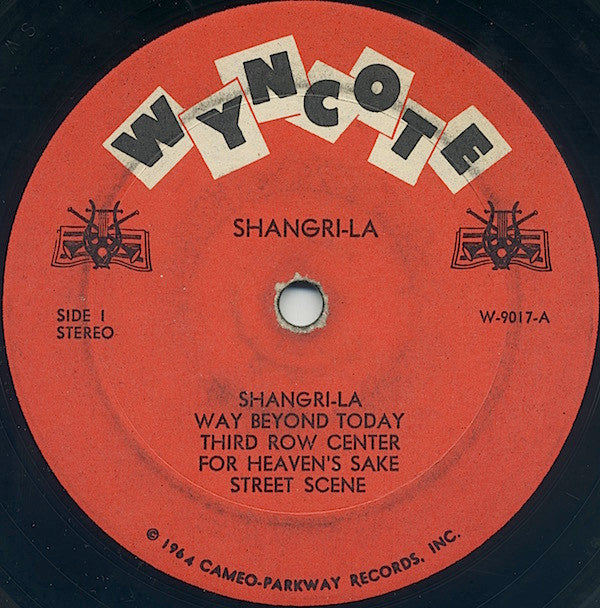 WYNCOTE
SHANGRI-LA
SIDE 1
STEREO
W-9017-A
SHANGRI-LA
WAY BEYOND TODAY
THIRD ROW CENTER
FOR HEAVEN'S SAKE
STREET SCENE
© 1964 CAMEO-PARKWAY RECORDS, INC.